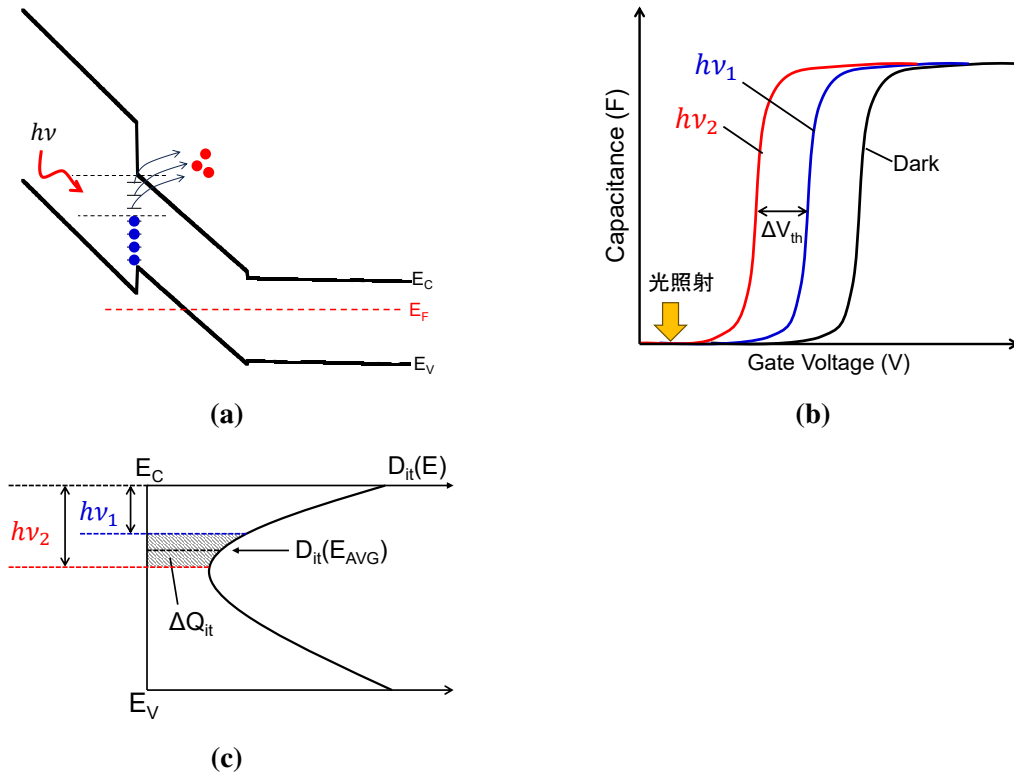 hν
E_C
E_F
E_V
(a)
Capacitance (F)
hν₁
hν₂
Dark
ΔV_th
光照射
Gate Voltage (V)
(b)
E_C
D_it(E)
hν₁
hν₂
D_it(E_AVG)
ΔQ_it
E_V
(c)